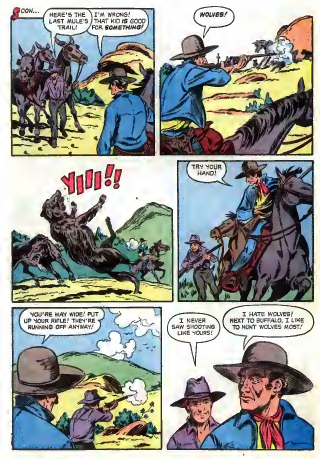 SOON...
HERE'S THE
LAST MULE'S
TRAIL!
I'M WRONG!
THAT KID IS GOOD
FOR SOMETHING!
WOLVES!
YIII!!
TRY YOUR
HAND!
YOU'RE WAY WIDE! PUT
UP YOUR RIFLE! THEY'RE
RUNNING OFF ANYWAY!
I NEVER
SAW SHOOTING
LIKE YOURS!
I HATE WOLVES!
NEXT TO BUFFALO, I LIKE
TO HUNT WOLVES MOST!